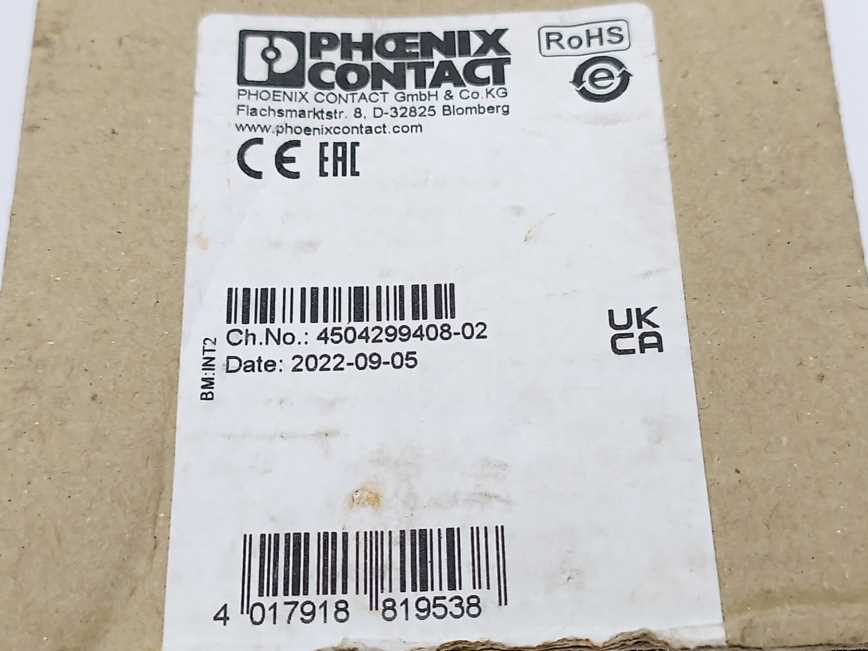 PHŒNIX
CONTACT
RoHS
e
PHOENIX CONTACT GmbH & Co.KG
Flachsmarktstr. 8, D-32825 Blomberg
www.phoenixcontact.com
CE EAC
Ch.No.: 4504299408-02
Date: 2022-09-05
BM:INT2
UK
CA
4 017918 819538